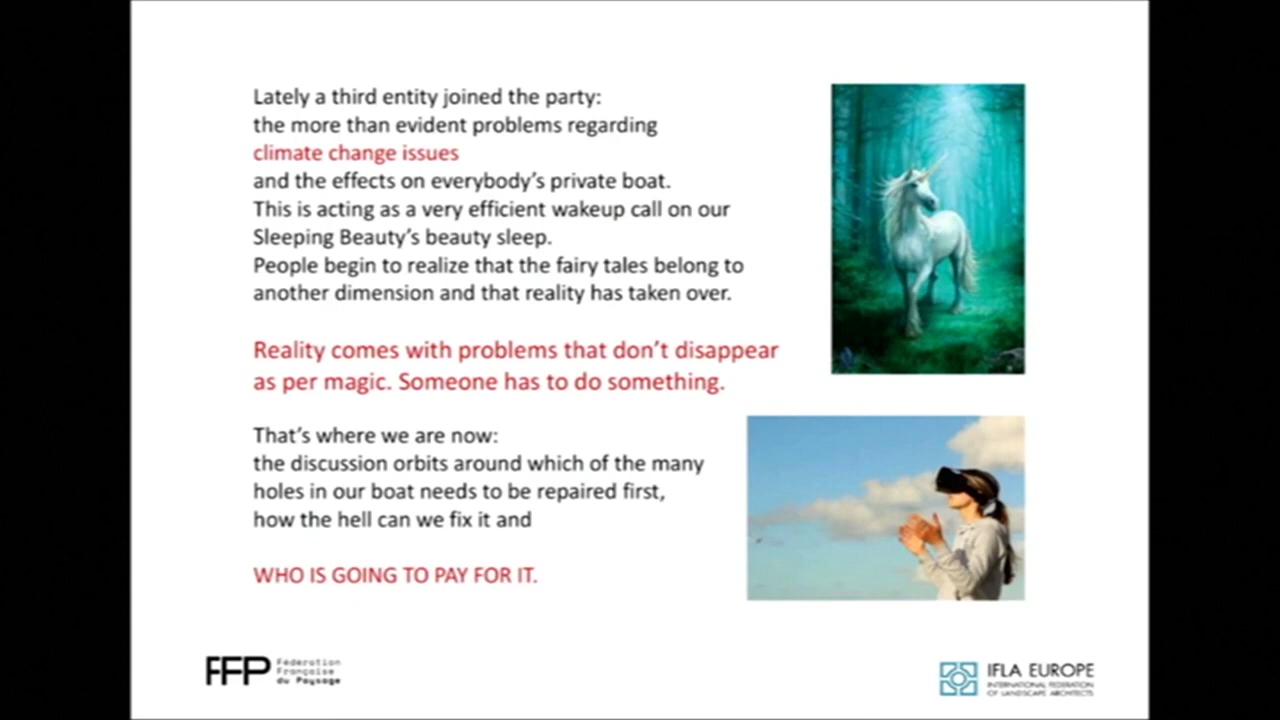 Lately a third entity joined the party:
the more than evident problems regarding
climate change issues
and the effects on everybody's private boat.
This is acting as a very efficient wakeup call on our
Sleeping Beauty's beauty sleep.
People begin to realize that the fairy tales belong to
another dimension and that reality has taken over.
Reality comes with problems that don't disappear
as per magic. Someone has to do something.
That's where we are now:
the discussion orbits around which of the many
holes in our boat needs to be repaired first,
how the hell can we fix it and
WHO IS GOING TO PAY FOR IT.
FFP
Fédération
Française
du Paysage
IFLA EUROPE
INTERNATIONAL FEDERATION
OF LANDSCAPE ARCHITECTS